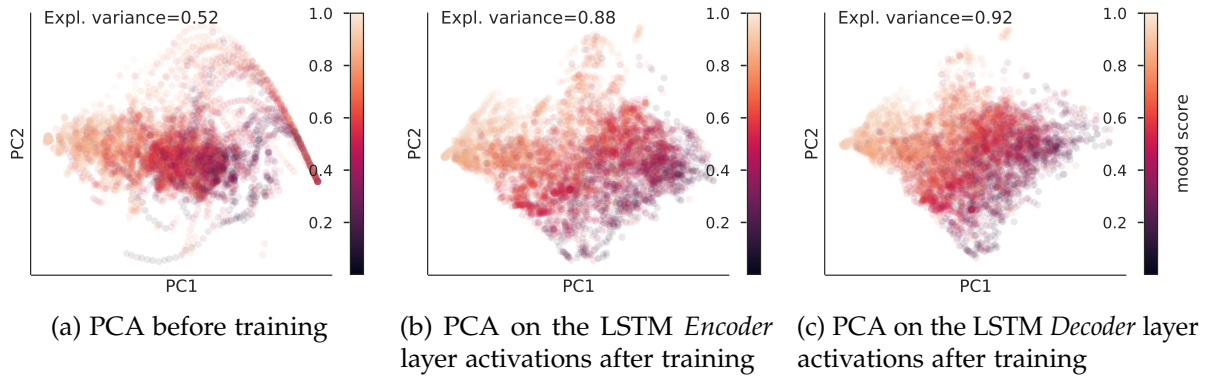 Expl. variance=0.52
1.0
0.8
0.6
0.4
0.2
PC2
PC1
(a) PCA before training
Expl. variance=0.88
1.0
0.8
0.6
0.4
0.2
PC2
PC1
(b) PCA on the LSTM Encoder
layer activations after training
Expl. variance=0.92
1.0
0.8
0.6
0.4
0.2
mood score
PC2
PC1
(c) PCA on the LSTM Decoder layer
activations after training